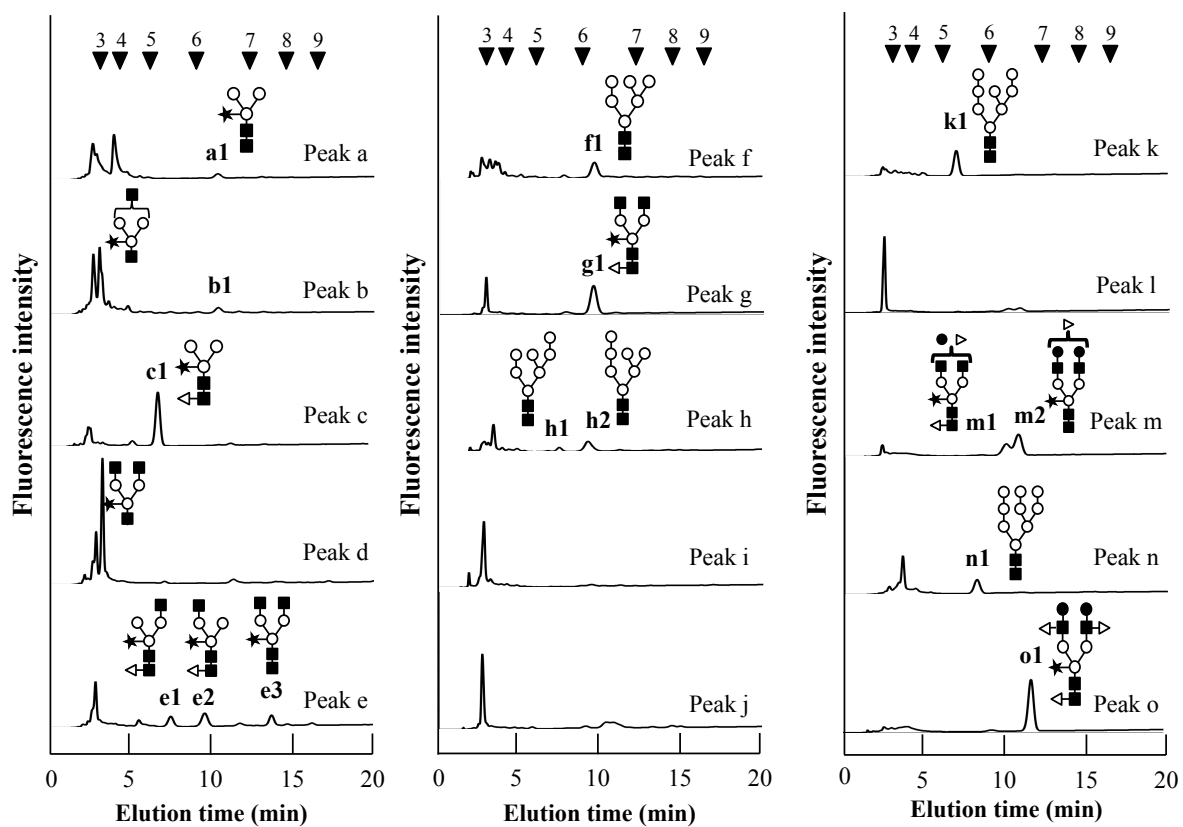 3 4 5 6 7 8 9
a1
Peak a
b1
Peak b
c1
Peak c
Peak d
e1 e2 e3
Peak e
0 5 10 15 20
Elution time (min)
Fluorescence intensity
3 4 5 6 7 8 9
f1
Peak f
g1
Peak g
h1 h2
Peak h
Peak i
Peak j
0 5 10 15 20
Elution time (min)
Fluorescence intensity
3 4 5 6 7 8 9
k1
Peak k
Peak l
m1 m2
Peak m
n1
Peak n
o1
Peak o
0 5 10 15 20
Elution time (min)
Fluorescence intensity